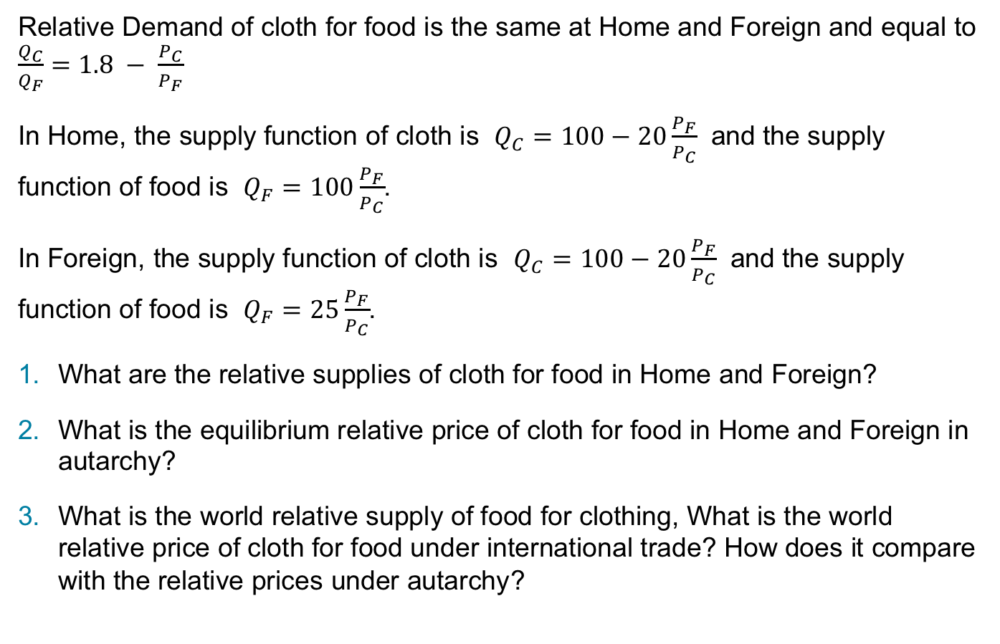 Relative Demand of cloth for food is the same at Home and Foreign and equal to
Q_C/Q_F = 1.8 − P_C/P_F
In Home, the supply function of cloth is Q_C = 100 − 20 P_F/P_C and the supply
function of food is Q_F = 100 P_F/P_C.
In Foreign, the supply function of cloth is Q_C = 100 − 20 P_F/P_C and the supply
function of food is Q_F = 25 P_F/P_C.
1. What are the relative supplies of cloth for food in Home and Foreign?
2. What is the equilibrium relative price of cloth for food in Home and Foreign in
autarchy?
3. What is the world relative supply of food for clothing, What is the world
relative price of cloth for food under international trade? How does it compare
with the relative prices under autarchy?